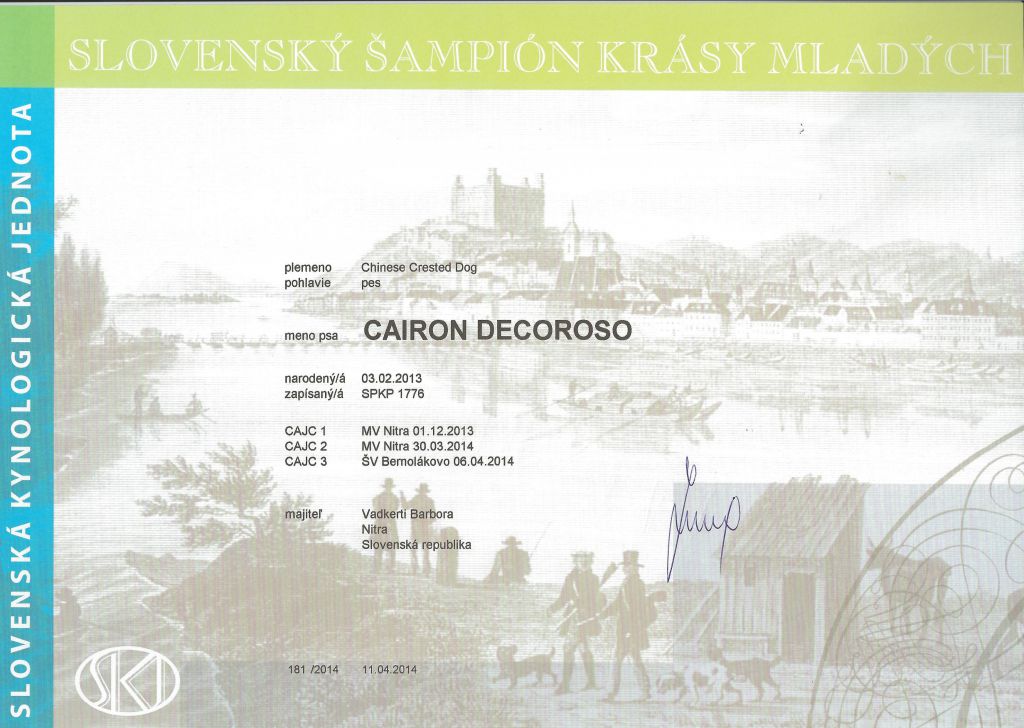 SLOVENSKÝ ŠAMPIÓN KRÁSY MLADÝCH
SLOVENSKÁ KYNOLOGICKÁ JEDNOTA
plemeno Chinese Crested Dog
pohlavie pes
meno psa CAIRON DECOROSO
narodený/á 03.02.2013
zapísaný/á SPKP 1776
CAJC 1 MV Nitra 01.12.2013
CAJC 2 MV Nitra 30.03.2014
CAJC 3 ŠV Bernolákovo 06.04.2014
majiteľ Vadkerti Barbora
Nitra
Slovenská republika
181 /2014 11.04.2014
SKJ